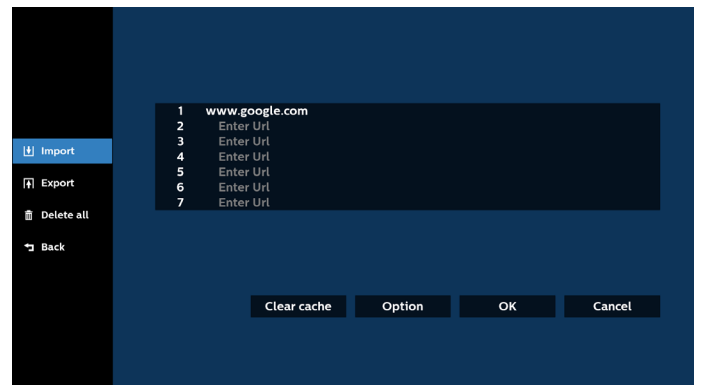 1 www.google.com
2 Enter Url
3 Enter Url
4 Enter Url
5 Enter Url
6 Enter Url
7 Enter Url
Import
Export
Delete all
Back
Clear cache Option OK Cancel